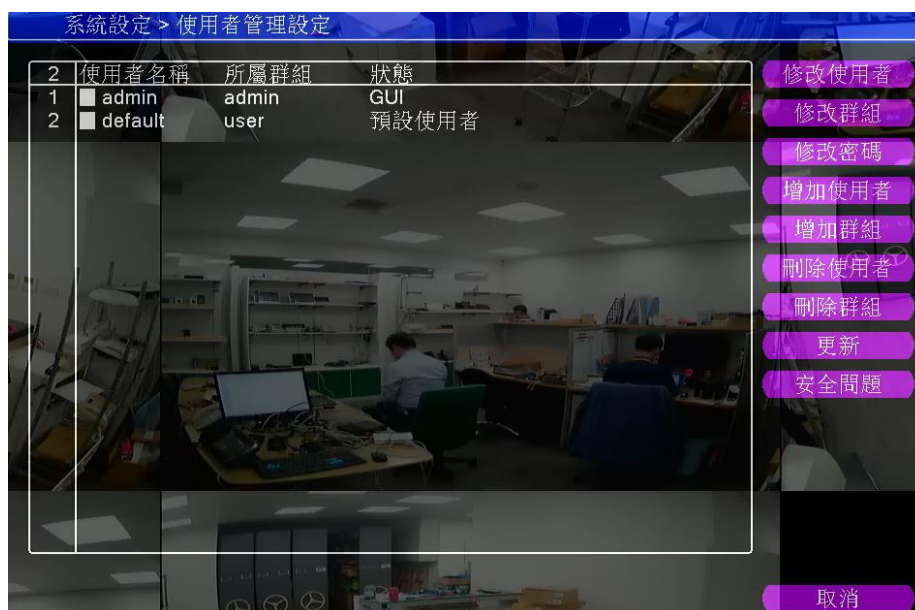 系統設定 > 使用者管理設定
2 使用者名稱 所屬群組 狀態
1 admin admin GUI
2 default user 預設使用者
修改使用者
修改群組
修改密碼
增加使用者
增加群組
刪除使用者
刪除群組
更新
安全問題
取消